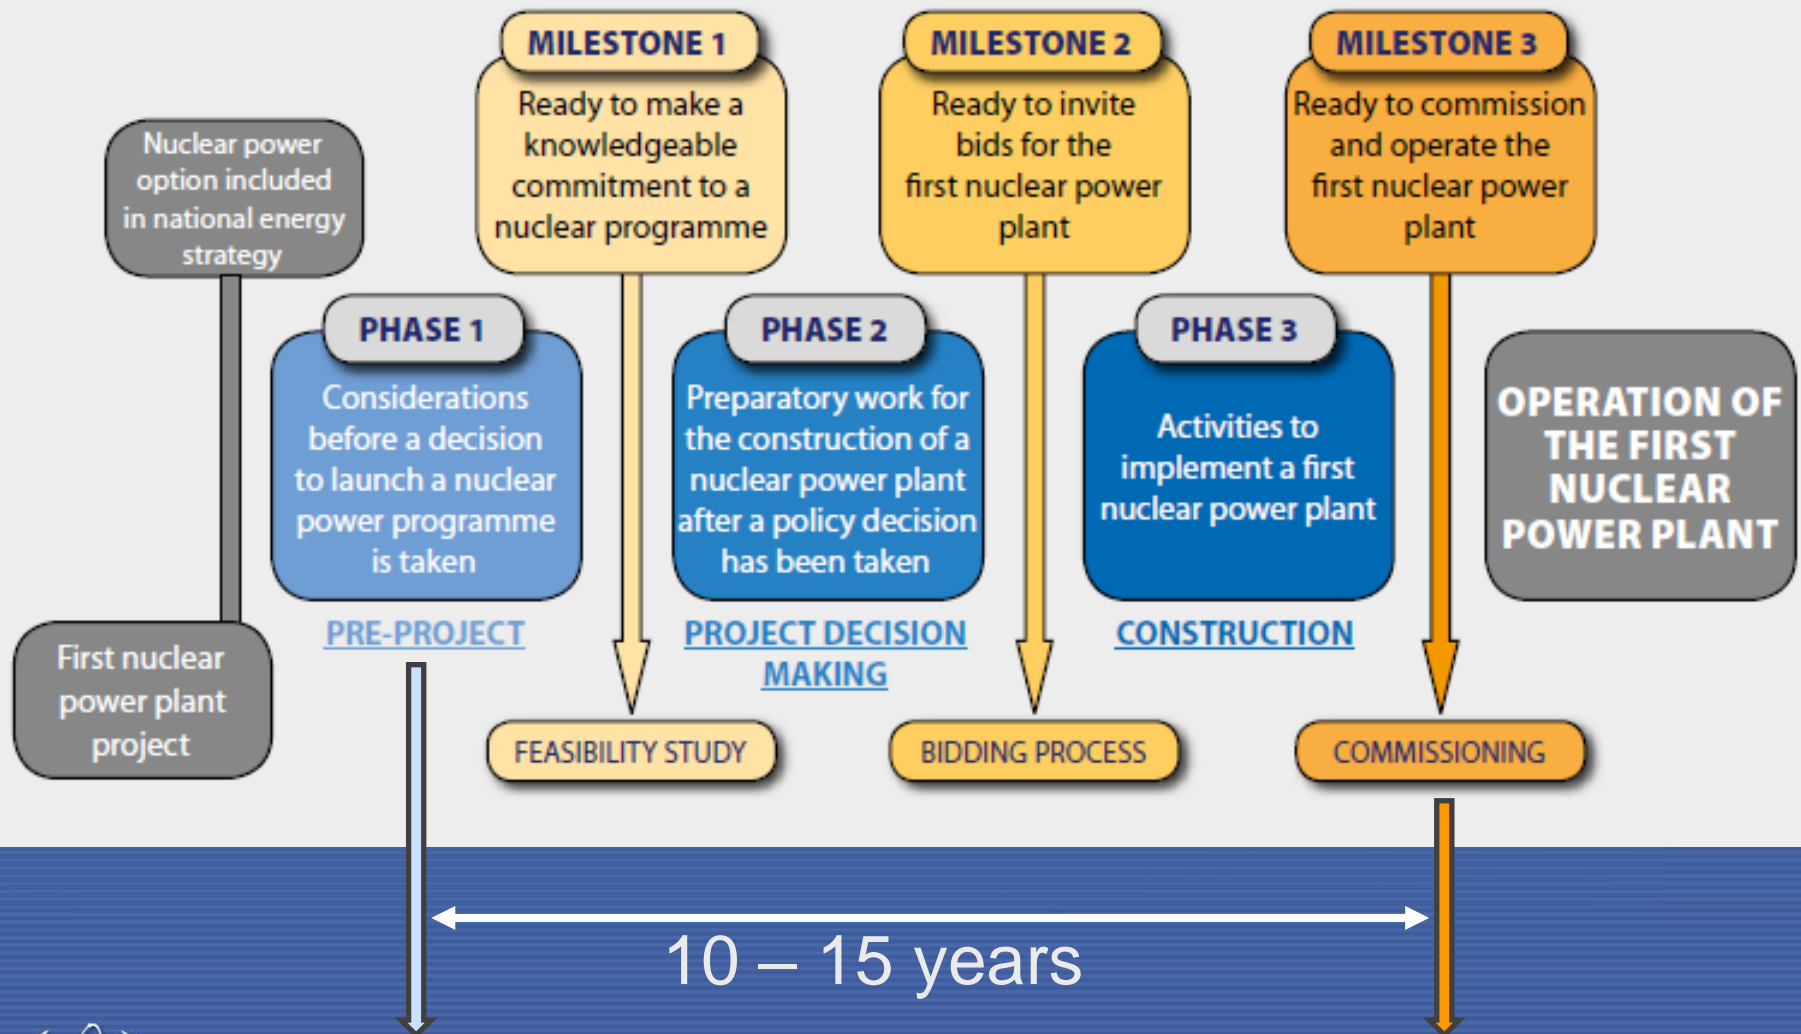 MILESTONE 1
Ready to make a
knowledgeable
commitment to a
nuclear programme
MILESTONE 2
Ready to invite
bids for the
first nuclear power
plant
MILESTONE 3
Ready to commission
and operate the
first nuclear power
plant
Nuclear power
option included
in national energy
strategy
First nuclear
power plant
project
PHASE 1
Considerations
before a decision
to launch a nuclear
power programme
is taken
PRE-PROJECT
PHASE 2
Preparatory work for
the construction of a
nuclear power plant
after a policy decision
has been taken
PROJECT DECISION
MAKING
PHASE 3
Activities to
implement a first
nuclear power plant
CONSTRUCTION
OPERATION OF
THE FIRST
NUCLEAR
POWER PLANT
FEASIBILITY STUDY
BIDDING PROCESS
COMMISSIONING
10 – 15 years